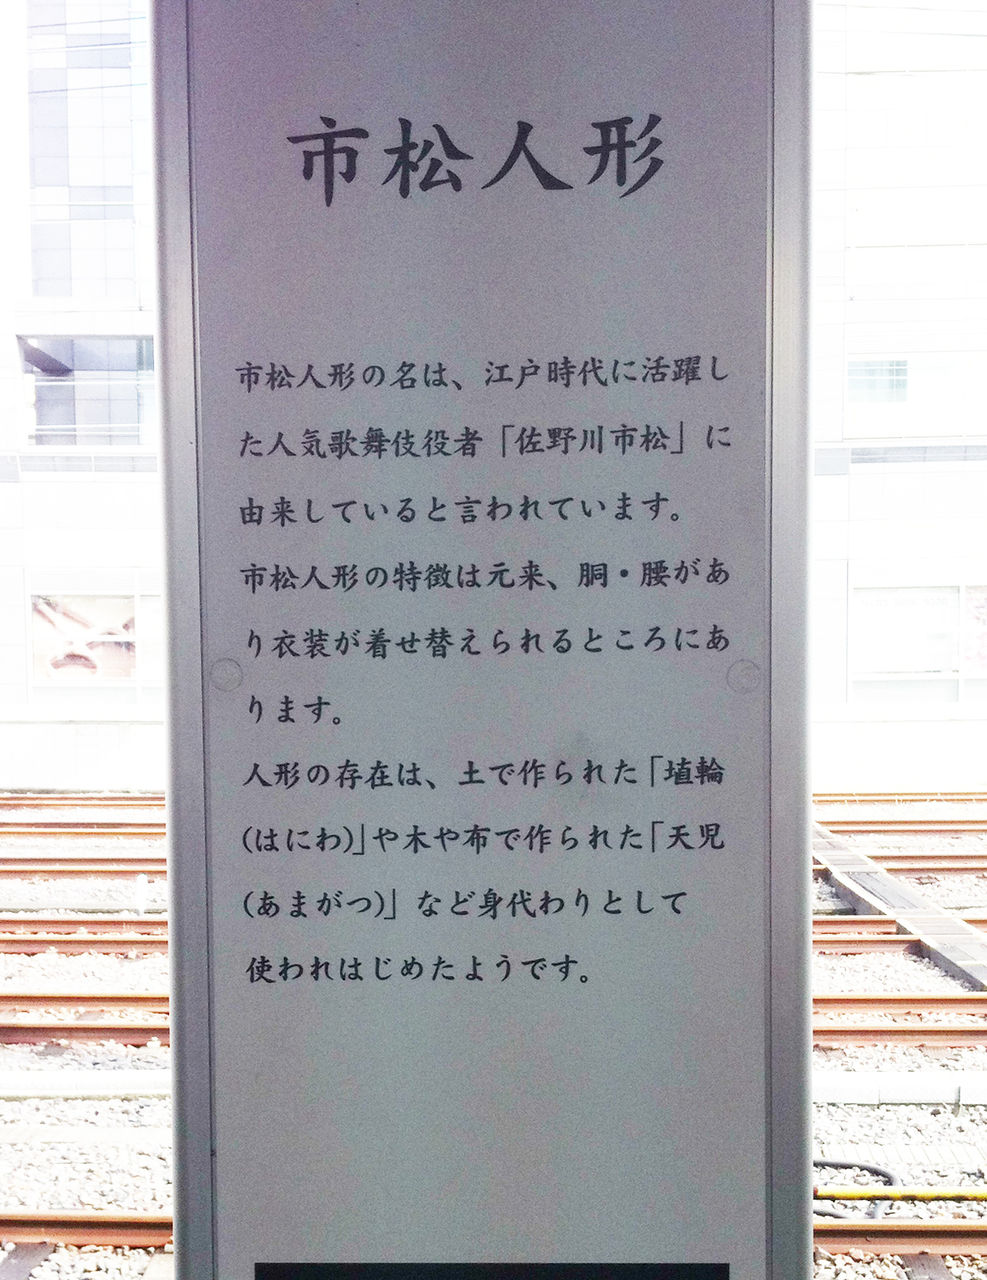 市松人形
市松人形の名は、江戸時代に活躍し
た人気歌舞伎役者「佐野川市松」に
由来していると言われています。
市松人形の特徴は元来、胴・腰があ
り衣装が着せ替えられるところにあ
ります。
人形の存在は、土で作られた「埴輪
(はにわ)」や木や布で作られた「天児
(あまがつ)」など身代わりとして
使われはじめたようです。